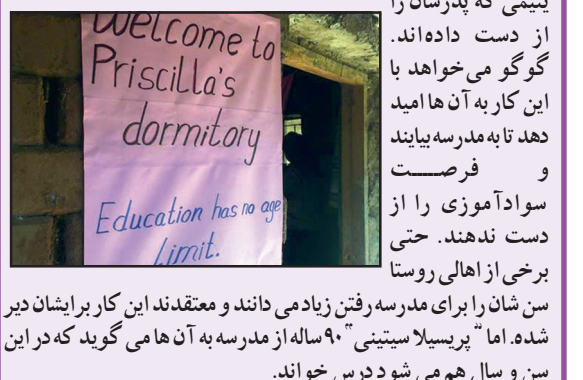 یتیمی که پدرشان را
از دست داده‌اند.
گوگو می‌خواهد با
این کار به آن ها امید
دهد تا به مدرسه بیایند
و فرصت
سوادآموزی را از
دست ندهند. حتی
برخی از اهالی روستا
سن شان را برای مدرسه رفتن زیاد می دانند و معتقدند این کار برایشان دیر
شده. اما "پریسیلا سیتینی" ۹۰ ساله از مدرسه به آن ها می گوید که در این
سن و سال هم می شود درس خواند.
Welcome to
Priscilla's
dormitory
Education has no age
limit.